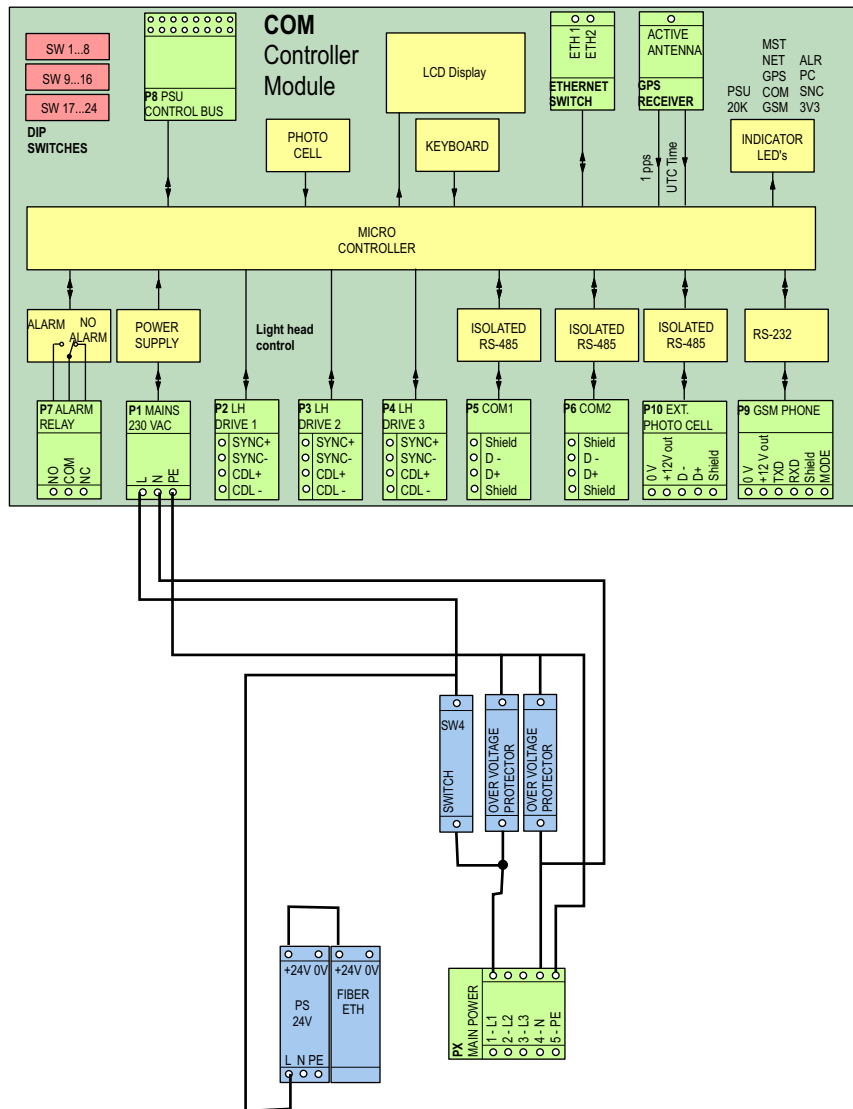 SW 1...8
SW 9...16
SW 17...24
DIP
SWITCHES
P8 PSU
CONTROL BUS
COM
Controller
Module
PHOTO
CELL
LCD Display
KEYBOARD
ETH 1
ETH2
ETHERNET
SWITCH
ACTIVE
ANTENNA
GPS
RECEIVER
1 pps
UTC Time
MST
NET ALR
GPS PC
PSU COM SNC
20K GSM 3V3
INDICATOR
LED's
MICRO
CONTROLLER
ALARM
NO
ALARM
POWER
SUPPLY
Light head
control
ISOLATED
RS-485
ISOLATED
RS-485
ISOLATED
RS-485
RS-232
P7 ALARM
RELAY
NO
COM
NC
P1 MAINS
230 VAC
L
N
PE
P2 LH
DRIVE 1
SYNC+
SYNC-
CDL+
CDL -
P3 LH
DRIVE 2
SYNC+
SYNC-
CDL+
CDL -
P4 LH
DRIVE 3
SYNC+
SYNC-
CDL+
CDL -
P5 COM1
Shield
D -
D+
Shield
P6 COM2
Shield
D -
D+
Shield
P10 EXT.
PHOTO CELL
0 V
+12V out
D -
D+
Shield
P9 GSM PHONE
0 V
+12 V out
TXD
RXD
Shield
MODE
SW4
SWITCH
OVER VOLTAGE
PROTECTOR
OVER VOLTAGE
PROTECTOR
+24V 0V
PS
24V
L N PE
+24V 0V
FIBER
ETH
PX
MAIN POWER
1 - L1
2 - L2
3 - L3
4 - N
5 - PE